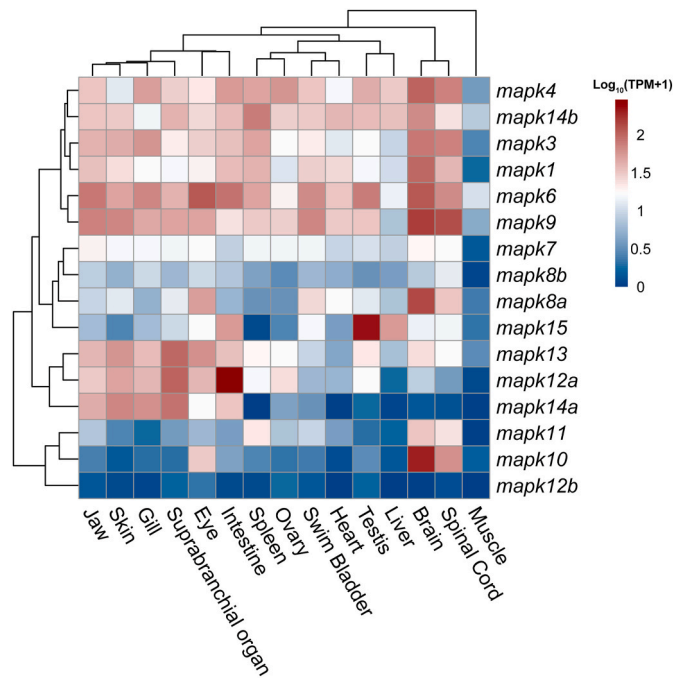 Log10(TPM+1)
mapk4
mapk14b
mapk3
mapk1
mapk6
mapk9
mapk7
mapk8b
mapk8a
mapk15
mapk13
mapk12a
mapk14a
mapk11
mapk10
mapk12b
2
1.5
1
0.5
0
Jaw
Skin
Gill
Suprabranchial organ
Eye
Intestine
Spleen
Ovary
Swim Bladder
Heart
Testis
Liver
Brain
Spinal Cord
Muscle